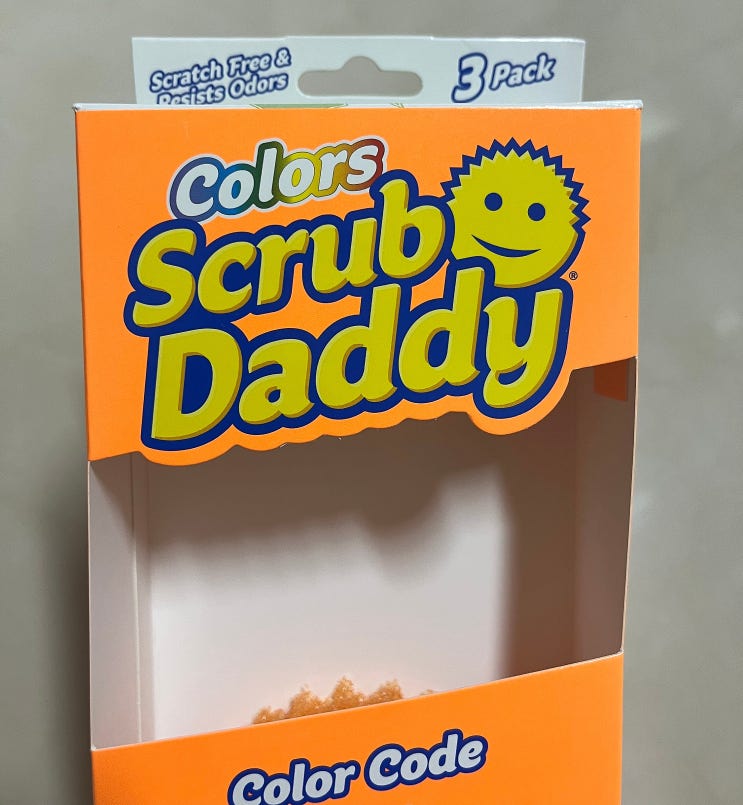 Scratch Free &
Resists Odors
3 Pack
Colors
Scrub
Daddy®
Color Code